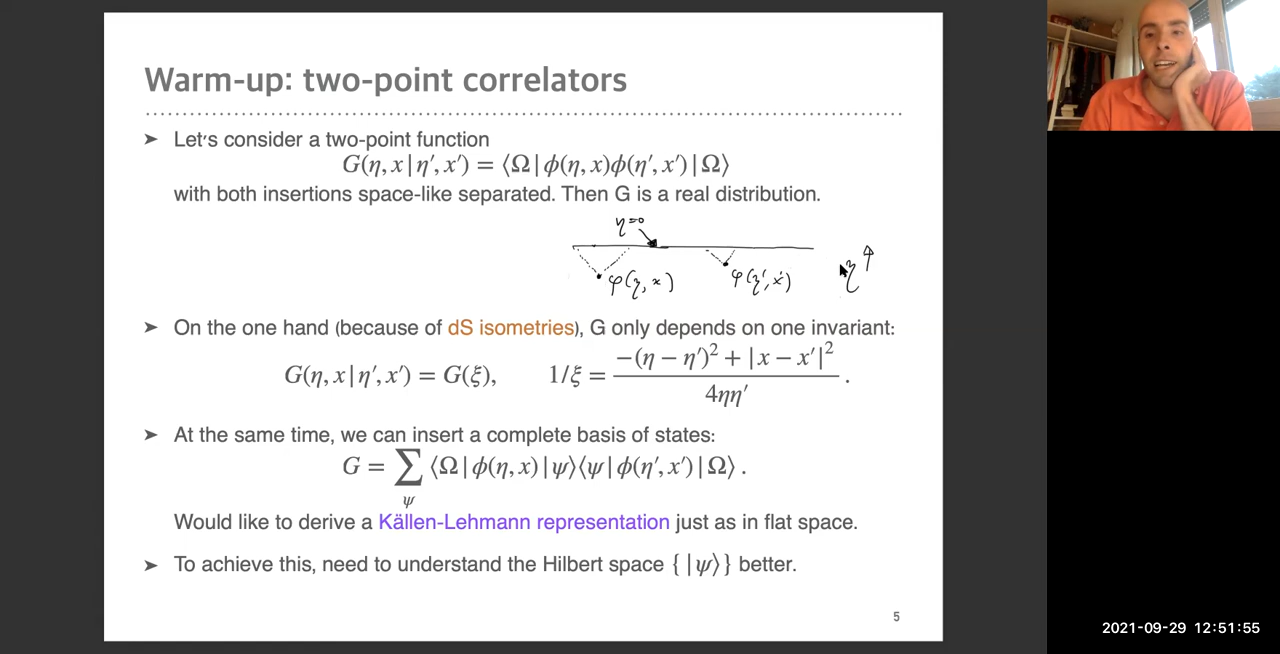 Warm-up: two-point correlators
➤ Let's consider a two-point function
G(η, x | η′, x′) = ⟨Ω | ϕ(η, x)ϕ(η′, x′) | Ω⟩
with both insertions space-like separated. Then G is a real distribution.
η=0
φ(η, x)
φ(η′, x′)
η ↑
➤ On the one hand (because of dS isometries), G only depends on one invariant:
G(η, x | η′, x′) = G(ξ), 1/ξ = (−(η − η′)² + |x − x′|²) / 4ηη′ .
➤ At the same time, we can insert a complete basis of states:
G = ∑_ψ ⟨Ω | ϕ(η, x) | ψ⟩⟨ψ | ϕ(η′, x′) | Ω⟩ .
Would like to derive a Källen-Lehmann representation just as in flat space.
➤ To achieve this, need to understand the Hilbert space { |ψ⟩} better.
5
2021-09-29 12:51:55